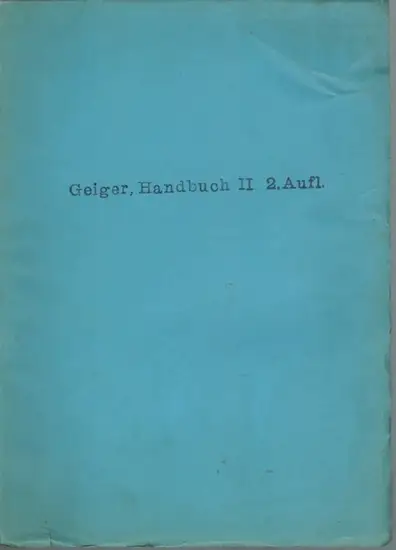 Geiger, Handbuch II 2. Aufl.